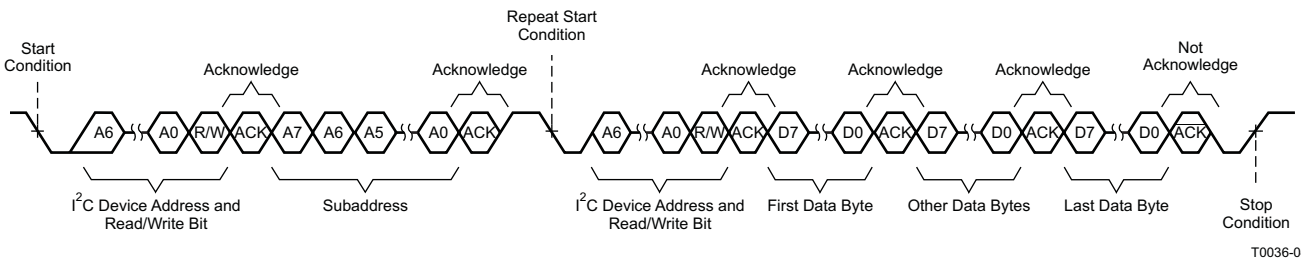 Repeat Start
Condition
Start
Condition
Not
Acknowledge
Acknowledge Acknowledge Acknowledge Acknowledge Acknowledge
A6 A0 R/W ACK A7 A6 A5 A0 ACK A6 A0 R/W ACK D7 D0 ACK D7 D0 ACK D7 D0 ACK
I²C Device Address and
Read/Write Bit
Subaddress
I²C Device Address and
Read/Write Bit
First Data Byte
Other Data Bytes
Last Data Byte
Stop
Condition
T0036-0